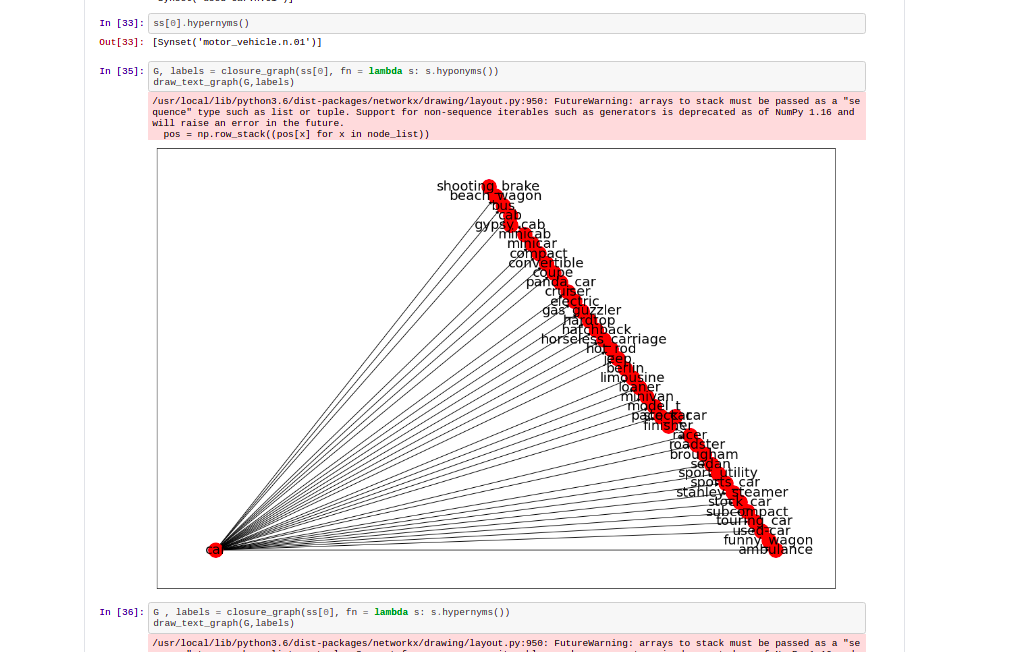 In [33]: ss[0].hypernyms()
Out[33]: [Synset('motor_vehicle.n.01')]
In [35]: G, labels = closure_graph(ss[0], fn = lambda s: s.hyponyms())
draw_text_graph(G,labels)
/usr/local/lib/python3.6/dist-packages/networkx/drawing/layout.py:950: FutureWarning: arrays to stack must be passed as a "se
quence" type such as list or tuple. Support for non-sequence iterables such as generators is deprecated as of NumPy 1.16 and
will raise an error in the future.
pos = np.row_stack((pos[x] for x in node_list))
shooting_brake
beach_wagon
bus
cab
gypsy_cab
minicab
minicar
compact
convertible
coupe
panda_car
cruiser
electric
gas_guzzler
hardtop
hatchback
horseless_carriage
hot_rod
jeep
berlin
limousine
loaner
minivan
model_t
finisher
racer
roadster
brougham
sedan
sport_utility
sports_car
stanley_steamer
stock_car
subcompact
touring_car
used-car
funny_wagon
ambulance
car
In [36]: G , labels = closure_graph(ss[0], fn = lambda s: s.hypernyms())
draw_text_graph(G,labels)
/usr/local/lib/python3.6/dist-packages/networkx/drawing/layout.py:950: FutureWarning: arrays to stack must be passed as a "se